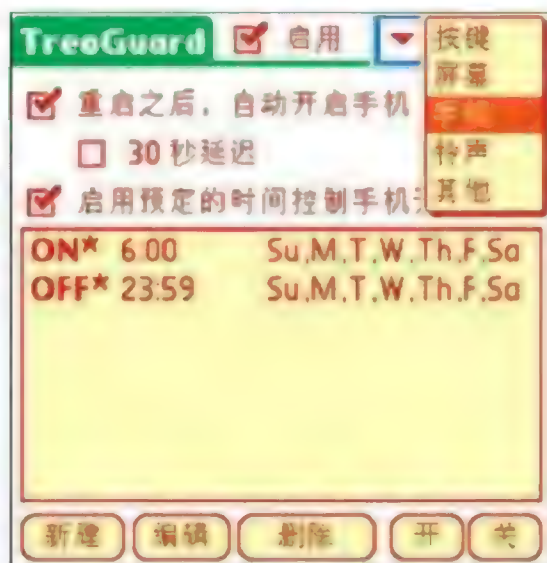 TreoGuard 启用
按键
屏幕
手机
铃声
其他
重启之后，自动开启手机
30 秒延迟
启用预定的时间控制手机开
ON* 6:00 Su,M,T,W,Th,F,Sa
OFF* 23:59 Su,M,T,W,Th,F,Sa
新建 编辑 删除 开 关